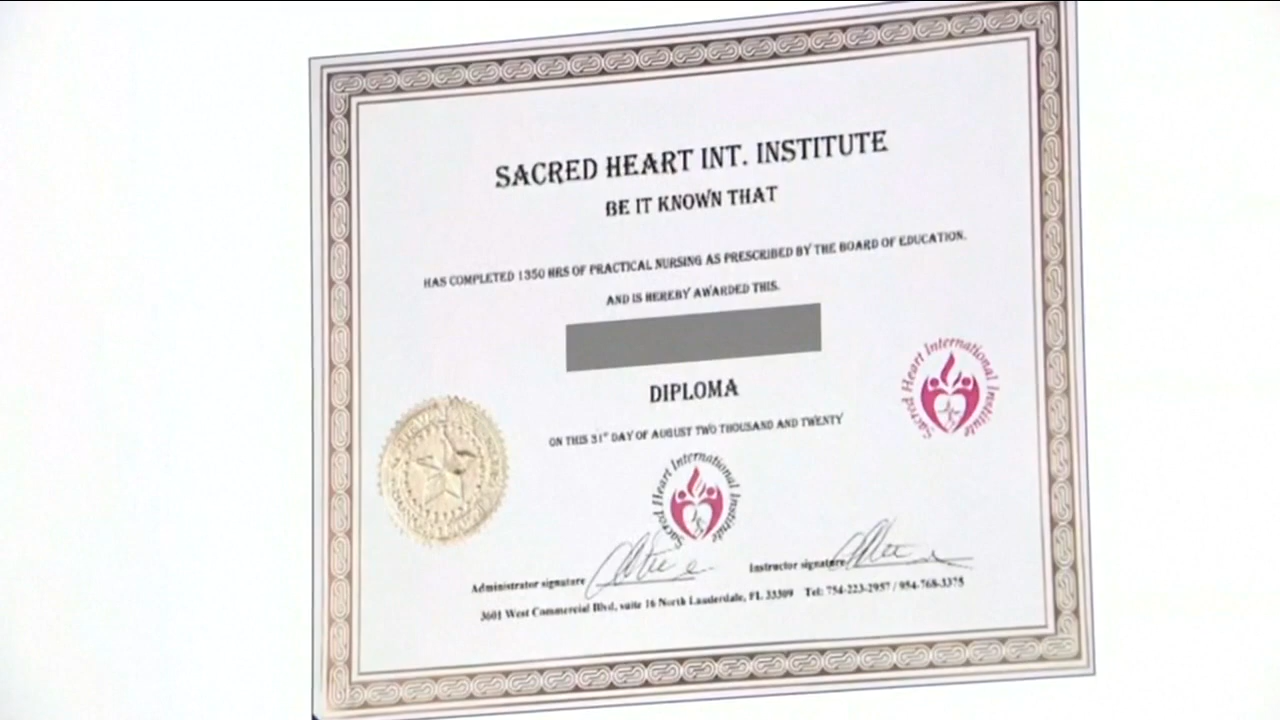 SACRED HEART INT. INSTITUTE
BE IT KNOWN THAT
HAS COMPLETED 1350 HRS OF PRACTICAL NURSING AS PRESCRIBED BY THE BOARD OF EDUCATION.
AND IS HEREBY AWARDED THIS.
DIPLOMA
ON THIS 31ST DAY OF AUGUST TWO THOUSAND AND TWENTY
Sacred Heart International Institute
Sacred Heart International Institute
Administrator signature
Instructor signature
3601 West Commercial Blvd, suite 16 North Lauderdale, FL 33309 Tel: 754-223-2957 / 954-768-3375